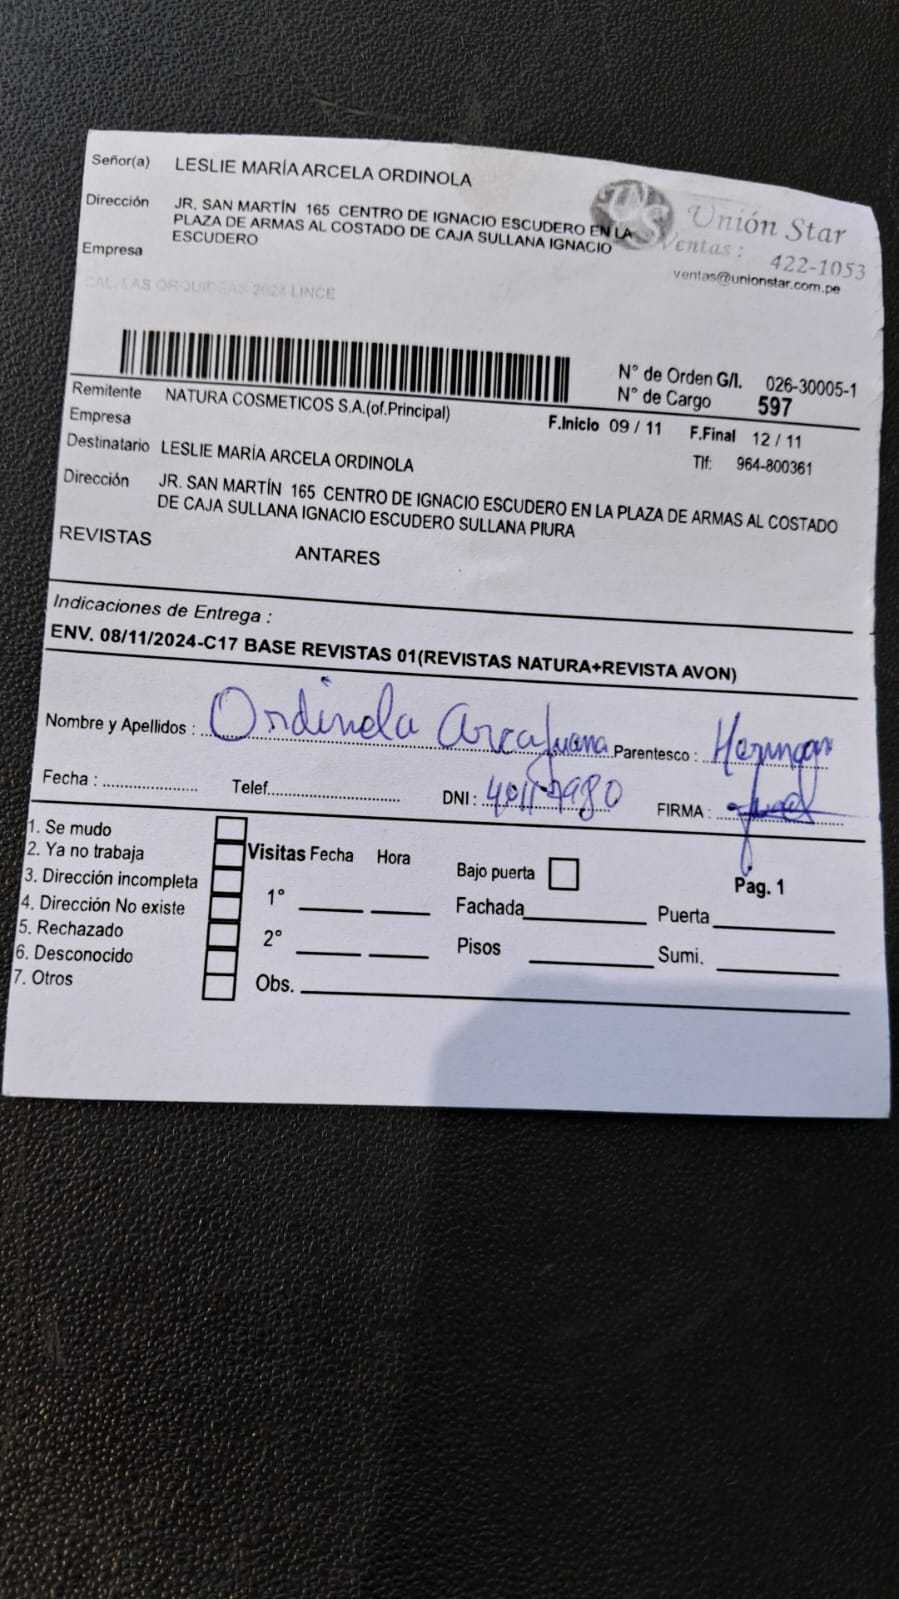 Señor(a) LESLIE MARÍA ARCELA ORDINOLA
Dirección JR. SAN MARTÍN 165 CENTRO DE IGNACIO ESCUDERO EN LA
PLAZA DE ARMAS AL COSTADO DE CAJA SULLANA IGNACIO
ESCUDERO
Empresa
US Unión Star
Ventas :
422-1053
ventas@unionstar.com.pe
CAL. LAS ORQUIDEAS LINCE
N° de Orden G/I. 026-30005-1
N° de Cargo 597
Remitente NATURA COSMETICOS S.A.(of.Principal)
Empresa
F.Inicio 09 / 11 F.Final 12 / 11
Destinatario LESLIE MARÍA ARCELA ORDINOLA
Tlf: 964-800361
Dirección JR. SAN MARTÍN 165 CENTRO DE IGNACIO ESCUDERO EN LA PLAZA DE ARMAS AL COSTADO
DE CAJA SULLANA IGNACIO ESCUDERO SULLANA PIURA
REVISTAS ANTARES
Indicaciones de Entrega :
ENV. 08/11/2024-C17 BASE REVISTAS 01(REVISTAS NATURA+REVISTA AVON)
Nombre y Apellidos : Ordinola Parentesco :
Fecha : Telef. DNI : FIRMA :
1. Se mudo
2. Ya no trabaja
3. Dirección incompleta
4. Dirección No existe
5. Rechazado
6. Desconocido
7. Otros
Visitas Fecha Hora
1°
2°
Obs.
Bajo puerta
Pag. 1
Fachada Puerta
Pisos Sumi.